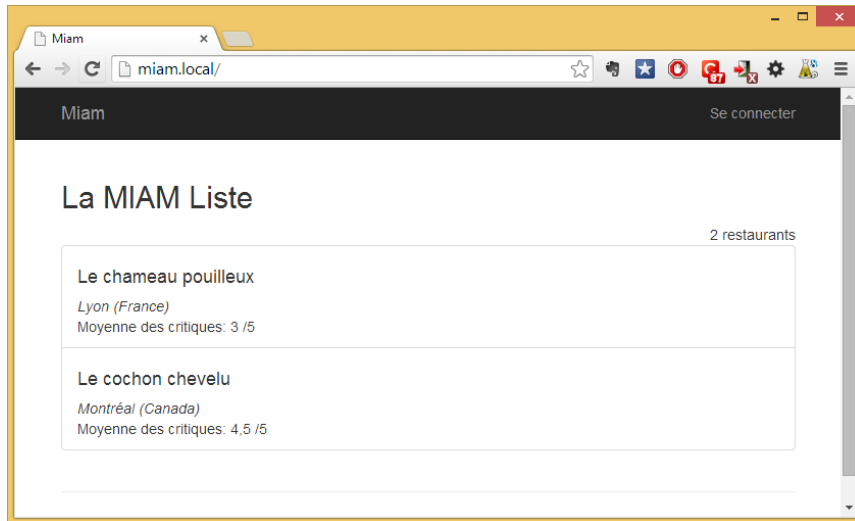 Miam
miam.local/
67
Miam
Se connecter
La MIAM Liste
2 restaurants
Le chameau pouilleux
Lyon (France)
Moyenne des critiques: 3 /5
Le cochon chevelu
Montréal (Canada)
Moyenne des critiques: 4,5 /5